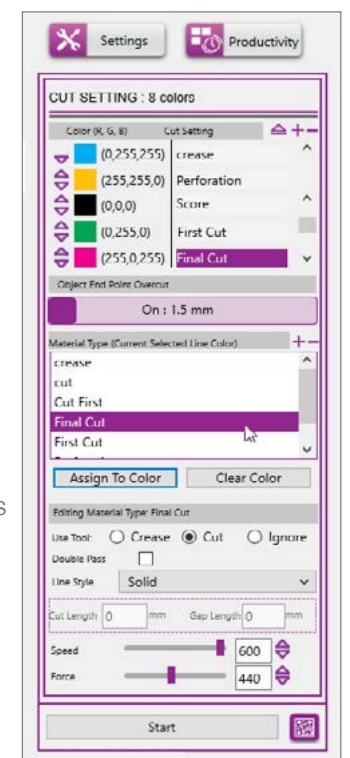 Settings Productivity
CUT SETTING : 8 colors
Color (R, G, B) Cut Setting
(0,255,255) crease
(255,255,0) Perforation
(0,0,0) Score
(0,255,0) First Cut
(255,0,255) Final Cut
Object End Point Overcut
On : 1.5 mm
Material Type (Current Selected Line Color)
crease
cut
Cut First
Final Cut
First Cut
Assign To Color Clear Color
Editing Material Type: Final Cut
Use Tool: Crease Cut Ignore
Double Pass
Line Style Solid
Cut Length 0 mm Gap Length 0 mm
Speed 600
Force 440
Start
s